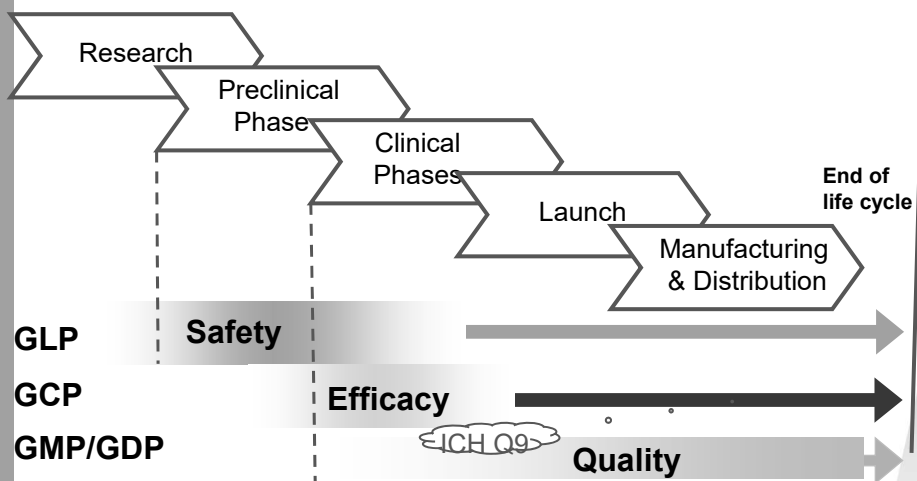 Research
Preclinical
Phase
Clinical
Phases
Launch
End of
life cycle
Manufacturing
& Distribution
GLP
Safety
GCP
Efficacy
GMP/GDP
ICH Q9
Quality